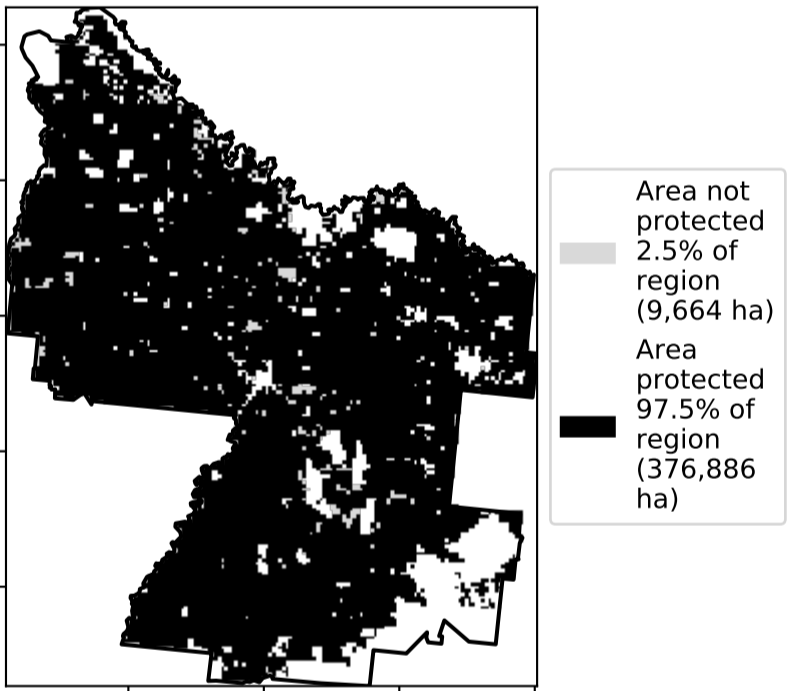 Area not
protected
2.5% of
region
(9,664 ha)
Area
protected
97.5% of
region
(376,886
ha)